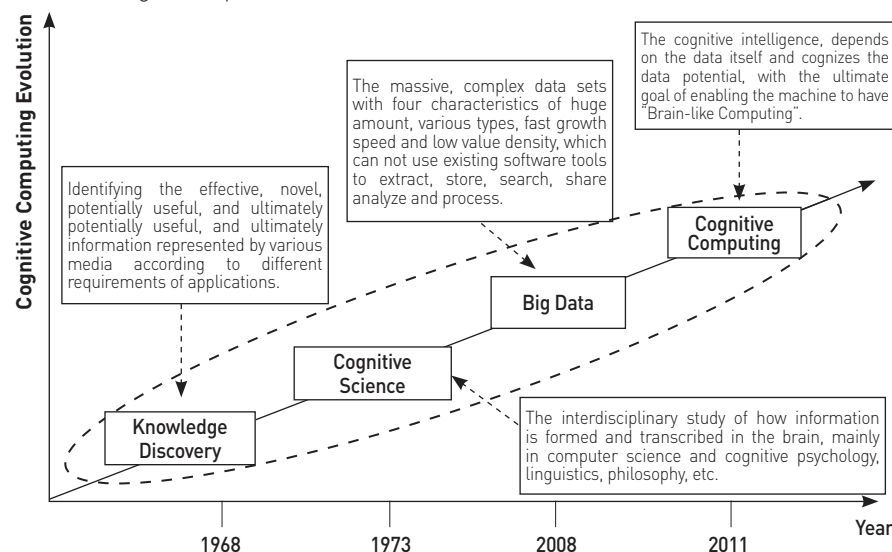 Cognitive Computing Evolution
The cognitive intelligence, depends
on the data itself and cognizes the
data potential, with the ultimate
goal of enabling the machine to have
"Brain-like Computing".
The massive, complex data sets
with four characteristics of huge
amount, various types, fast growth
speed and low value density, which
can not use existing software tools
to extract, store, search, share
analyze and process.
Identifying the effective, novel,
potentially useful, and ultimately
potentially useful, and ultimately
information represented by various
media according to different
requirements of applications.
Cognitive
Computing
Big Data
Cognitive
Science
Knowledge
Discovery
The interdisciplinary study of how information
is formed and transcribed in the brain, mainly
in computer science and cognitive psychology,
linguistics, philosophy, etc.
Year
1968
1973
2008
2011